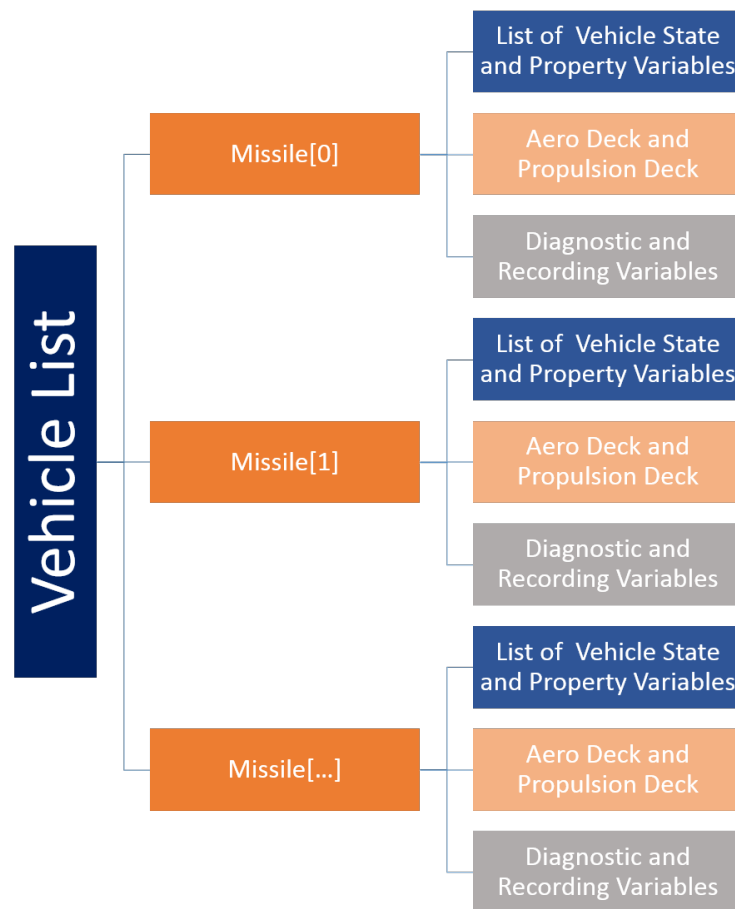 Vehicle List
Missile[0]
List of  Vehicle State
and Property Variables
Aero Deck and
Propulsion Deck
Diagnostic and
Recording Variables
Missile[1]
List of  Vehicle State
and Property Variables
Aero Deck and
Propulsion Deck
Diagnostic and
Recording Variables
Missile[...]
List of  Vehicle State
and Property Variables
Aero Deck and
Propulsion Deck
Diagnostic and
Recording Variables